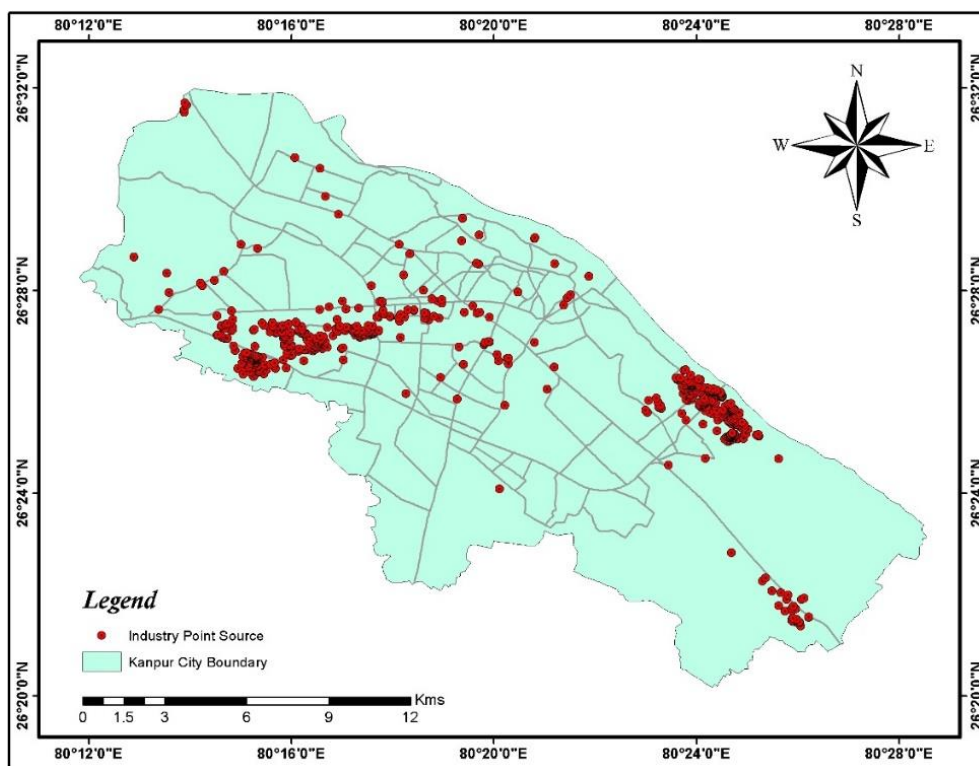 80°12'0"E 80°16'0"E 80°20'0"E 80°24'0"E 80°28'0"E
26°32'0"N 26°32'0"N
N
W E
S
26°28'0"N 26°28'0"N
26°24'0"N 26°24'0"N
Legend
Industry Point Source
Kanpur City Boundary
Kms
0 1.5 3 6 9 12
26°20'0"N 26°20'0"N
80°12'0"E 80°16'0"E 80°20'0"E 80°24'0"E 80°28'0"E